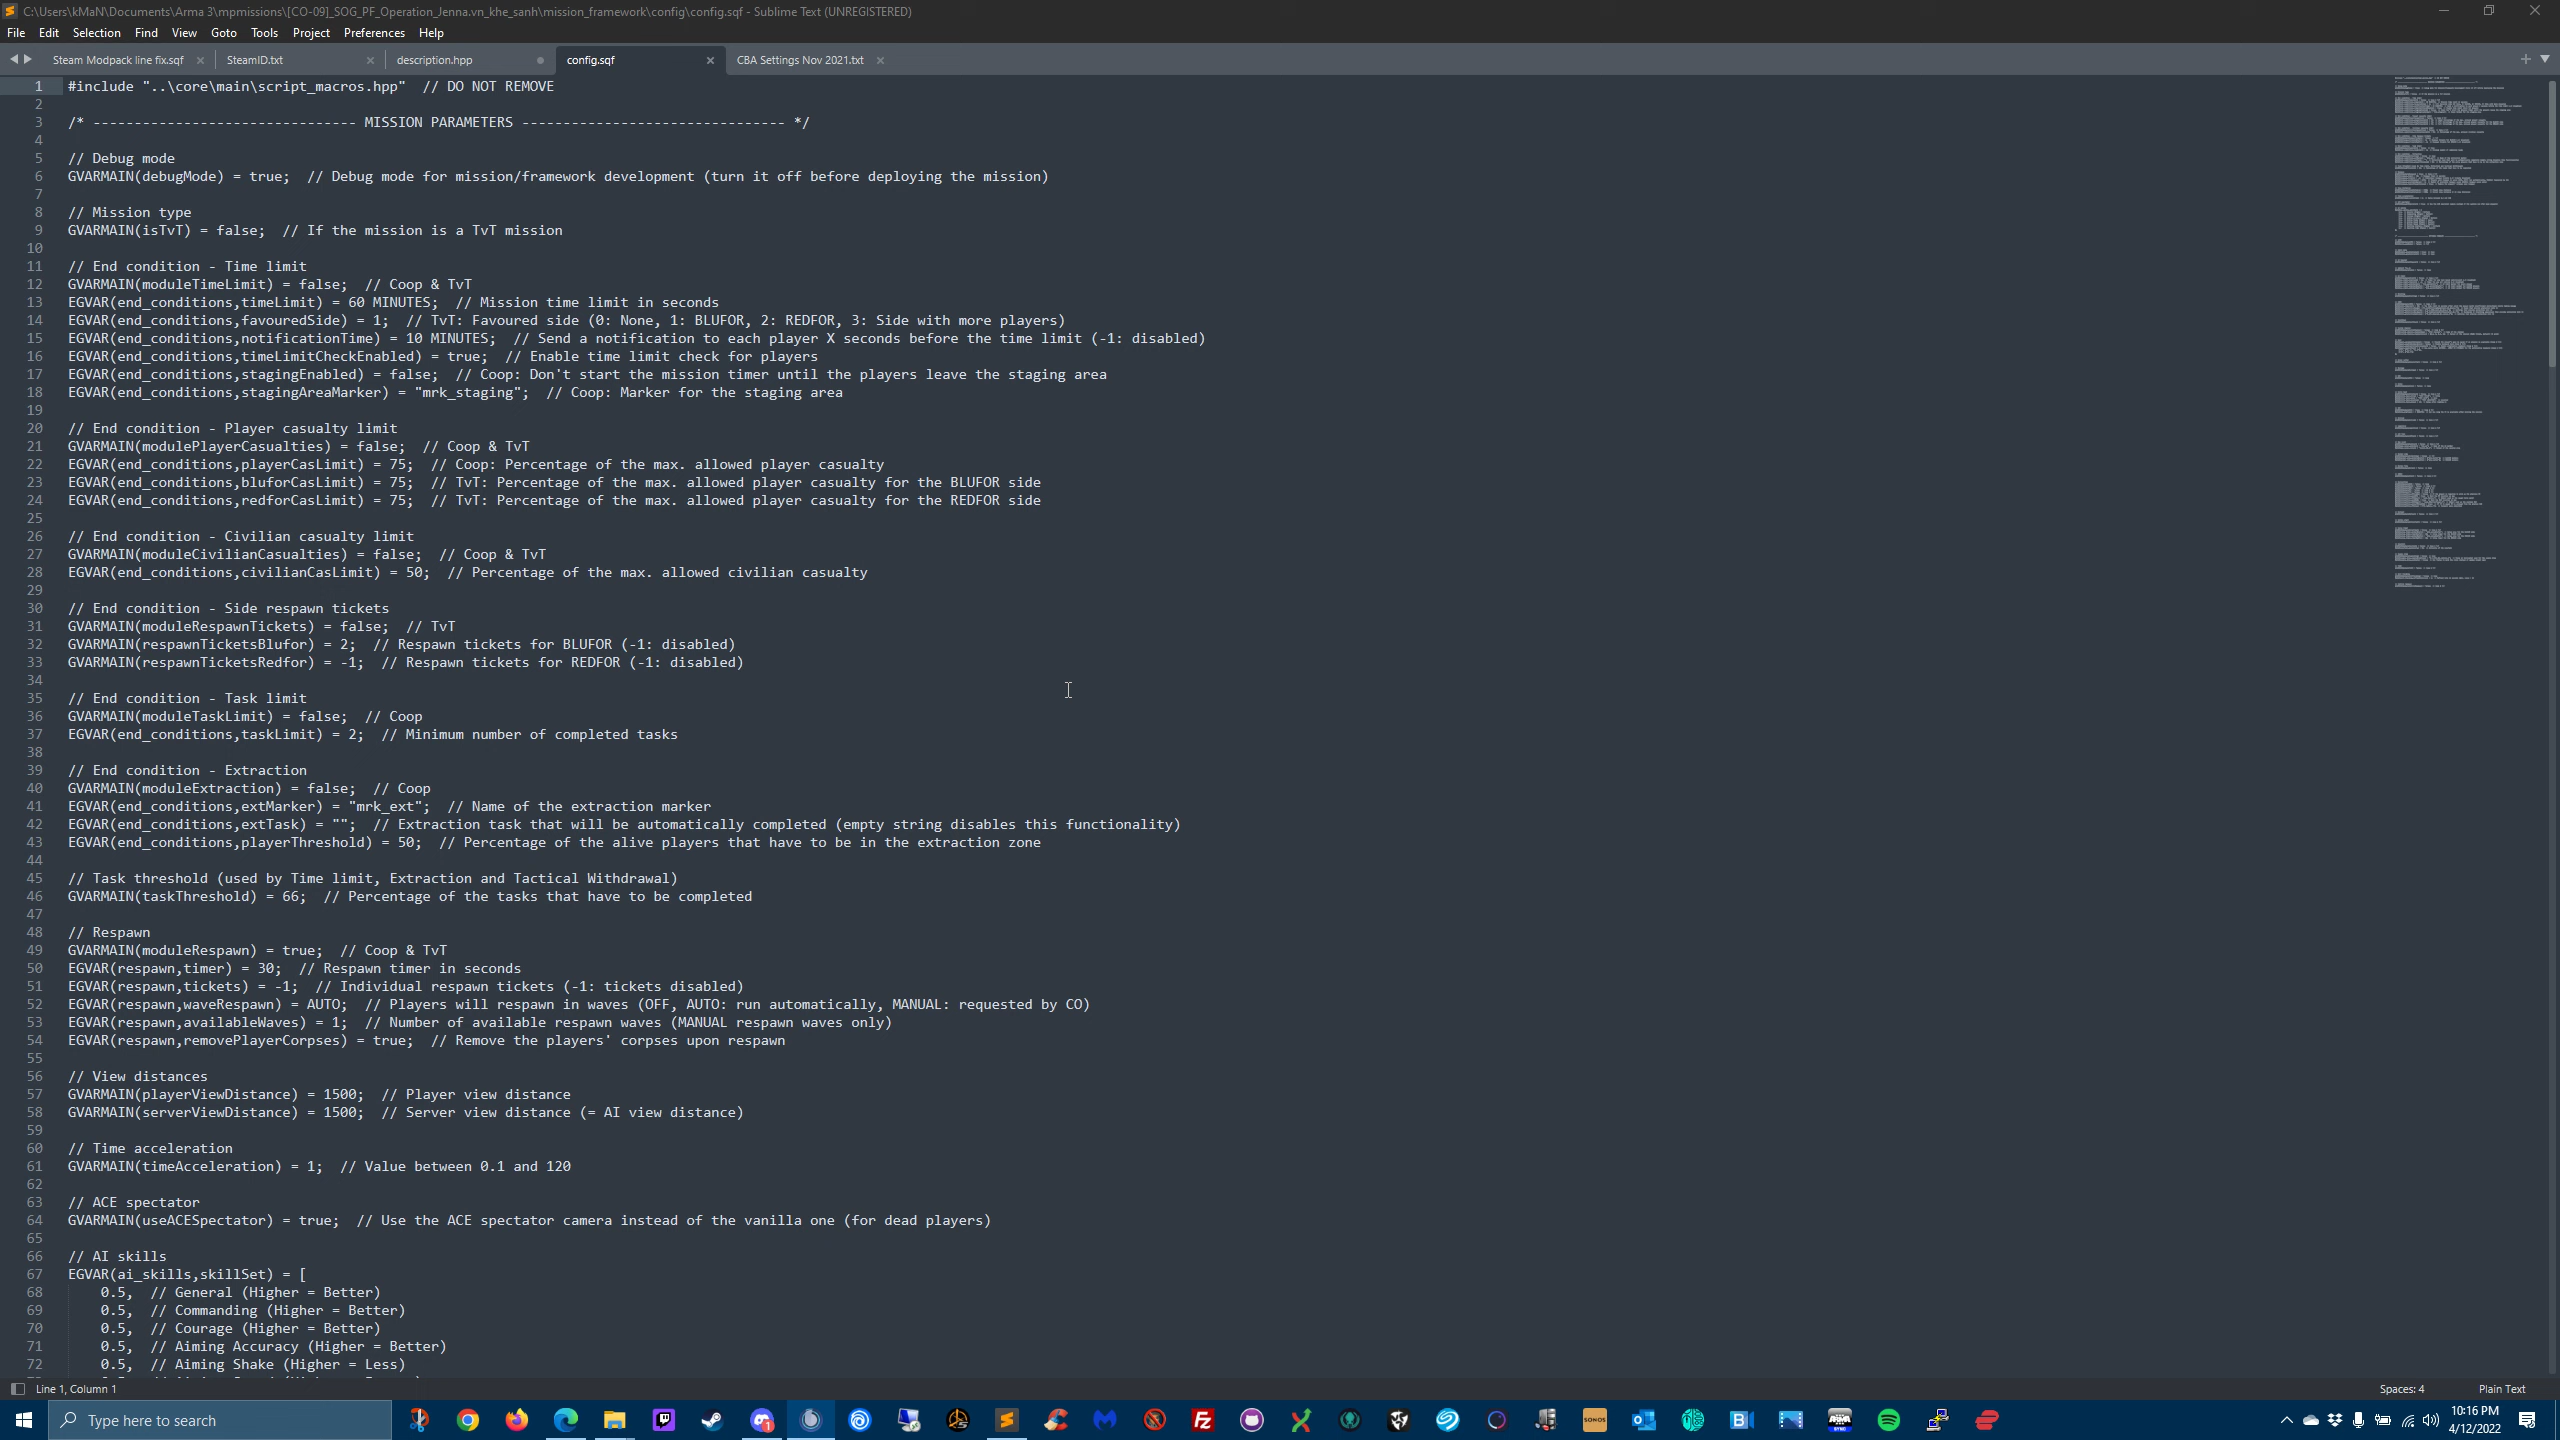 C:\Users\kMaN\Documents\Arma 3\mpmissions\[CO-09]_SOG_PF_Operation_Jenna.vn_khe_sanh\mission_framework\config\config.sqf - Sublime Text (UNREGISTERED)
File Edit Selection Find View Goto Tools Project Preferences Help
Steam Modpack line fix.sqf SteamID.txt description.hpp config.sqf CBA Settings Nov 2021.txt
1 #include "..\core\main\script_macros.hpp"  // DO NOT REMOVE
2
3 /* -------------------------------- MISSION PARAMETERS -------------------------------- */
4
5 // Debug mode
6 GVARMAIN(debugMode) = true;  // Debug mode for mission/framework development (turn it off before deploying the mission)
7
8 // Mission type
9 GVARMAIN(isTvT) = false;  // If the mission is a TvT mission
10
11 // End condition - Time limit
12 GVARMAIN(moduleTimeLimit) = false;  // Coop & TvT
13 EGVAR(end_conditions,timeLimit) = 60 MINUTES;  // Mission time limit in seconds
14 EGVAR(end_conditions,favouredSide) = 1;  // TvT: Favoured side (0: None, 1: BLUFOR, 2: REDFOR, 3: Side with more players)
15 EGVAR(end_conditions,notificationTime) = 10 MINUTES;  // Send a notification to each player X seconds before the time limit (-1: disabled)
16 EGVAR(end_conditions,timeLimitCheckEnabled) = true;  // Enable time limit check for players
17 EGVAR(end_conditions,stagingEnabled) = false;  // Coop: Don't start the mission timer until the players leave the staging area
18 EGVAR(end_conditions,stagingAreaMarker) = "mrk_staging";  // Coop: Marker for the staging area
19
20 // End condition - Player casualty limit
21 GVARMAIN(modulePlayerCasualties) = false;  // Coop & TvT
22 EGVAR(end_conditions,playerCasLimit) = 75;  // Coop: Percentage of the max. allowed player casualty
23 EGVAR(end_conditions,bluforCasLimit) = 75;  // TvT: Percentage of the max. allowed player casualty for the BLUFOR side
24 EGVAR(end_conditions,redforCasLimit) = 75;  // TvT: Percentage of the max. allowed player casualty for the REDFOR side
25
26 // End condition - Civilian casualty limit
27 GVARMAIN(moduleCivilianCasualties) = false;  // Coop & TvT
28 EGVAR(end_conditions,civilianCasLimit) = 50;  // Percentage of the max. allowed civilian casualty
29
30 // End condition - Side respawn tickets
31 GVARMAIN(moduleRespawnTickets) = false;  // TvT
32 GVARMAIN(respawnTicketsBlufor) = 2;  // Respawn tickets for BLUFOR (-1: disabled)
33 GVARMAIN(respawnTicketsRedfor) = -1;  // Respawn tickets for REDFOR (-1: disabled)
34
35 // End condition - Task limit
36 GVARMAIN(moduleTaskLimit) = false;  // Coop
37 EGVAR(end_conditions,taskLimit) = 2;  // Minimum number of completed tasks
38
39 // End condition - Extraction
40 GVARMAIN(moduleExtraction) = false;  // Coop
41 EGVAR(end_conditions,extMarker) = "mrk_ext";  // Name of the extraction marker
42 EGVAR(end_conditions,extTask) = "";  // Extraction task that will be automatically completed (empty string disables this functionality)
43 EGVAR(end_conditions,playerThreshold) = 50;  // Percentage of the alive players that have to be in the extraction zone
44
45 // Task threshold (used by Time limit, Extraction and Tactical Withdrawal)
46 GVARMAIN(taskThreshold) = 66;  // Percentage of the tasks that have to be completed
47
48 // Respawn
49 GVARMAIN(moduleRespawn) = true;  // Coop & TvT
50 EGVAR(respawn,timer) = 30;  // Respawn timer in seconds
51 EGVAR(respawn,tickets) = -1;  // Individual respawn tickets (-1: tickets disabled)
52 EGVAR(respawn,waveRespawn) = AUTO;  // Players will respawn in waves (OFF, AUTO: run automatically, MANUAL: requested by CO)
53 EGVAR(respawn,availableWaves) = 1;  // Number of available respawn waves (MANUAL respawn waves only)
54 EGVAR(respawn,removePlayerCorpses) = true;  // Remove the players' corpses upon respawn
55
56 // View distances
57 GVARMAIN(playerViewDistance) = 1500;  // Player view distance
58 GVARMAIN(serverViewDistance) = 1500;  // Server view distance (= AI view distance)
59
60 // Time acceleration
61 GVARMAIN(timeAcceleration) = 1;  // Value between 0.1 and 120
62
63 // ACE spectator
64 GVARMAIN(useACESpectator) = true;  // Use the ACE spectator camera instead of the vanilla one (for dead players)
65
66 // AI skills
67 EGVAR(ai_skills,skillSet) = [
68     0.5,  // General (Higher = Better)
69     0.5,  // Commanding (Higher = Better)
70     0.5,  // Courage (Higher = Better)
71     0.5,  // Aiming Accuracy (Higher = Better)
72     0.5,  // Aiming Shake (Higher = Less)
Line 1, Column 1 Spaces: 4 Plain Text
Type here to search
SONOS
10:16 PM
4/12/2022